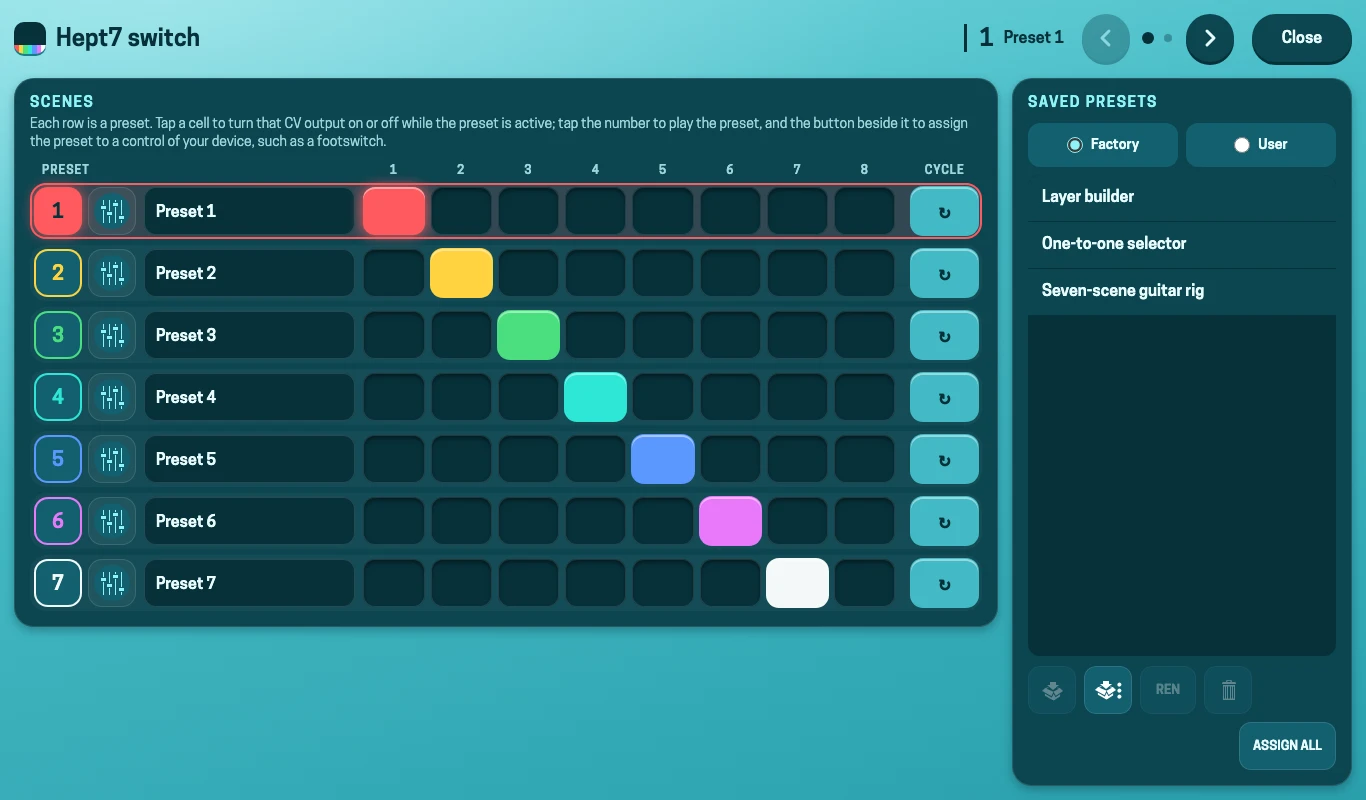 Hept7 switch
1 Preset 1
Close
SCENES
Each row is a preset. Tap a cell to turn that CV output on or off while the preset is active; tap the number to play the preset, and the button beside it to assign
the preset to a control of your device, such as a footswitch.
PRESET 1 2 3 4 5 6 7 8 CYCLE
1 Preset 1 ↻
2 Preset 2 ↻
3 Preset 3 ↻
4 Preset 4 ↻
5 Preset 5 ↻
6 Preset 6 ↻
7 Preset 7 ↻
SAVED PRESETS
Factory User
Layer builder
One-to-one selector
Seven-scene guitar rig
REN
ASSIGN ALL